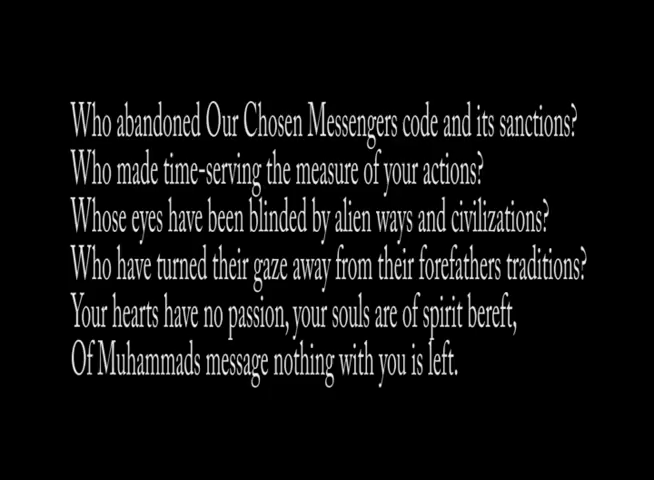 Who abandoned Our Chosen Messengers code and its sanctions?
Who made time-serving the measure of your actions?
Whose eyes have been blinded by alien ways and civilizations?
Who have turned their gaze away from their forefathers traditions?
Your hearts have no passion, your souls are of spirit bereft,
Of Muhammads message nothing with you is left.